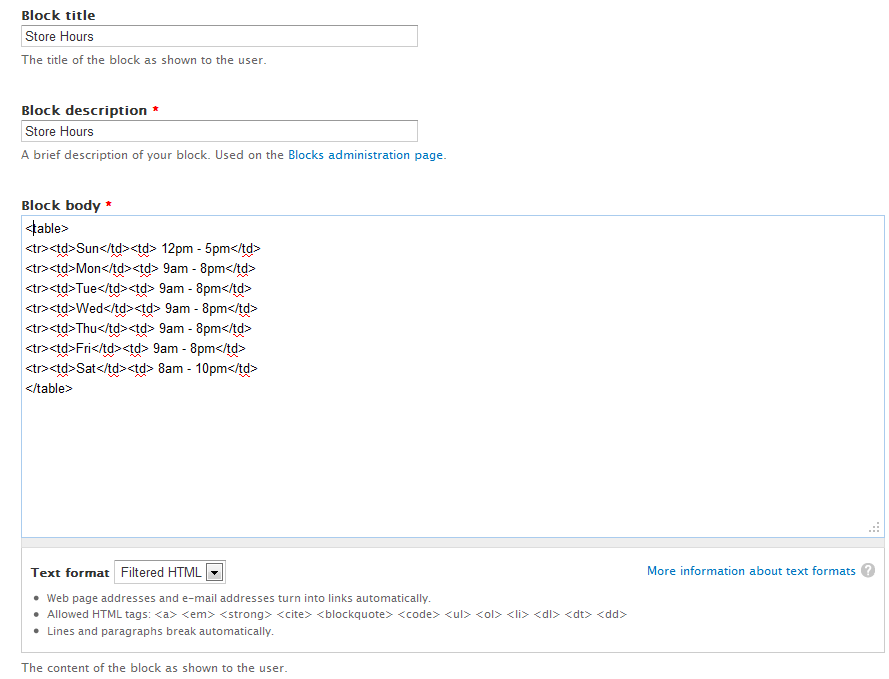 Block title
Store Hours
The title of the block as shown to the user.
Block description *
Store Hours
A brief description of your block. Used on the Blocks administration page.
Block body *
<table>
<tr><td>Sun</td><td> 12pm - 5pm</td>
<tr><td>Mon</td><td> 9am - 8pm</td>
<tr><td>Tue</td><td> 9am - 8pm</td>
<tr><td>Wed</td><td> 9am - 8pm</td>
<tr><td>Thu</td><td> 9am - 8pm</td>
<tr><td>Fri</td><td> 9am - 8pm</td>
<tr><td>Sat</td><td> 8am - 10pm</td>
</table>
Text format Filtered HTML More information about text formats ?
• Web page addresses and e-mail addresses turn into links automatically.
• Allowed HTML tags: <a> <em> <strong> <cite> <blockquote> <code> <ul> <ol> <li> <dl> <dt> <dd>
• Lines and paragraphs break automatically.
The content of the block as shown to the user.